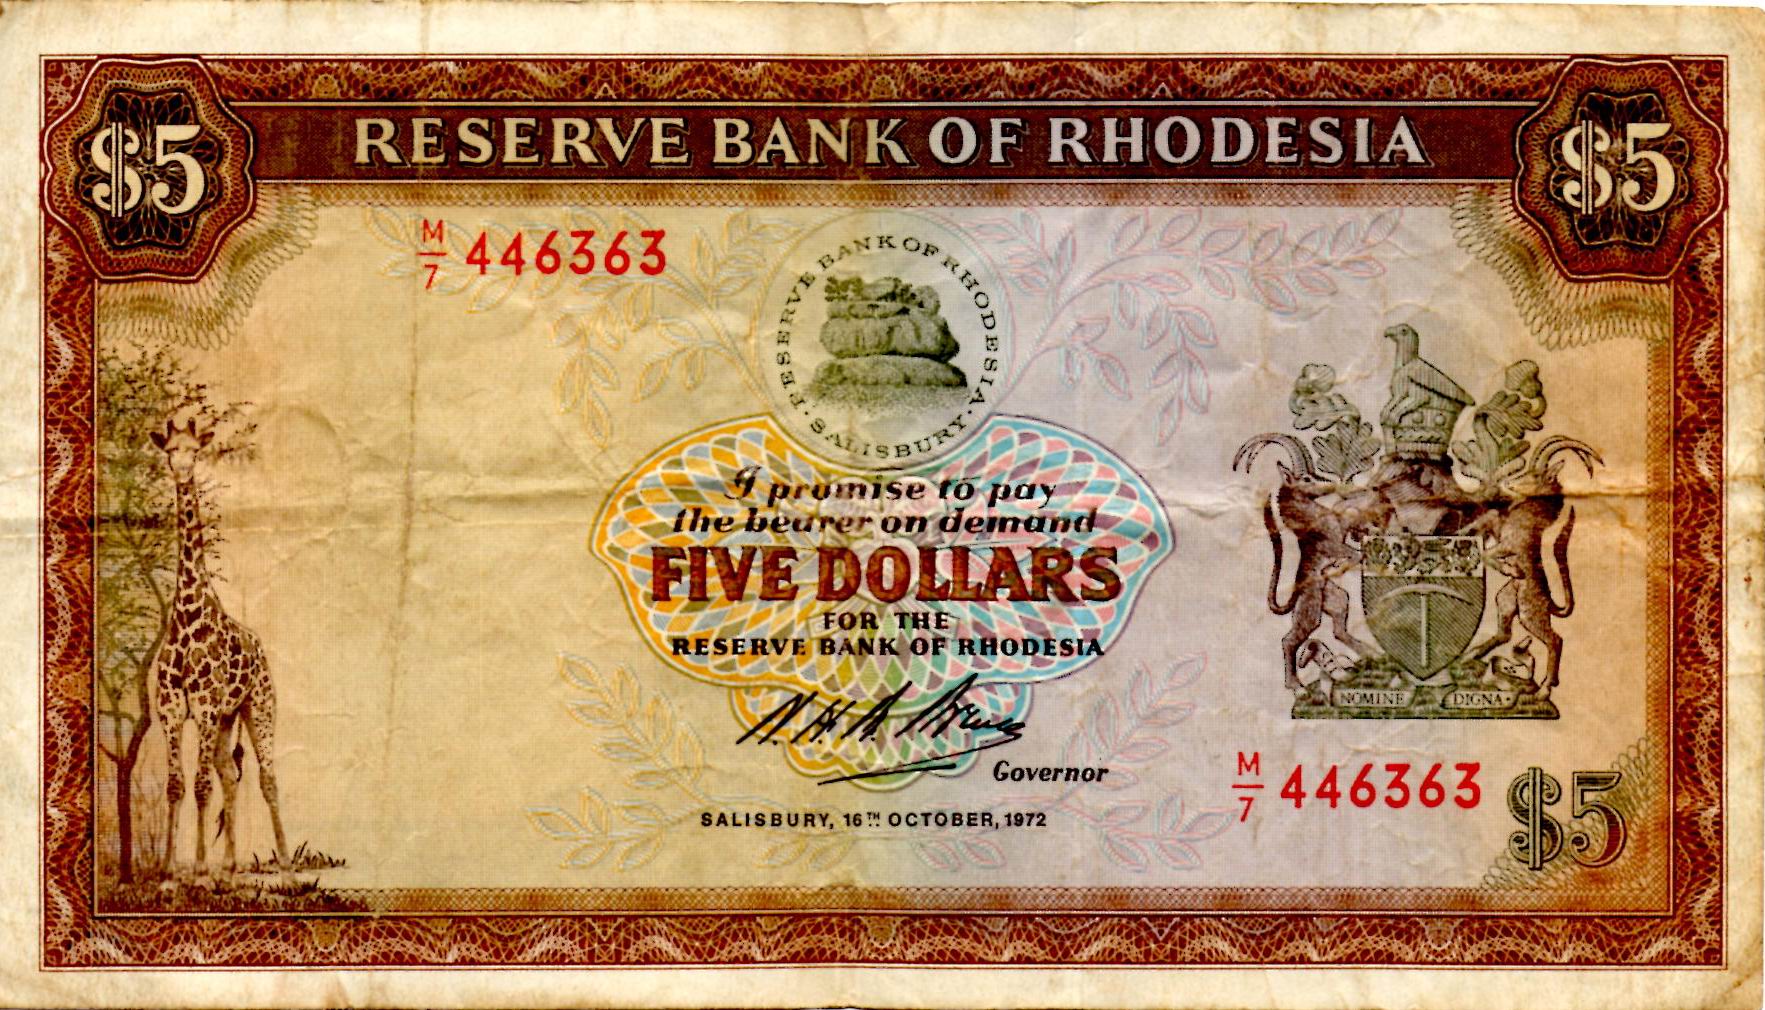 $5 RESERVE BANK OF RHODESIA $5
M/7 446363
RESERVE BANK OF RHODESIA · SALISBURY ·
I promise to pay
the bearer on demand
FIVE DOLLARS
FOR THE
RESERVE BANK OF RHODESIA
NOMINE DIGNA
Governor
M/7 446363 $5
SALISBURY, 16TH OCTOBER, 1972